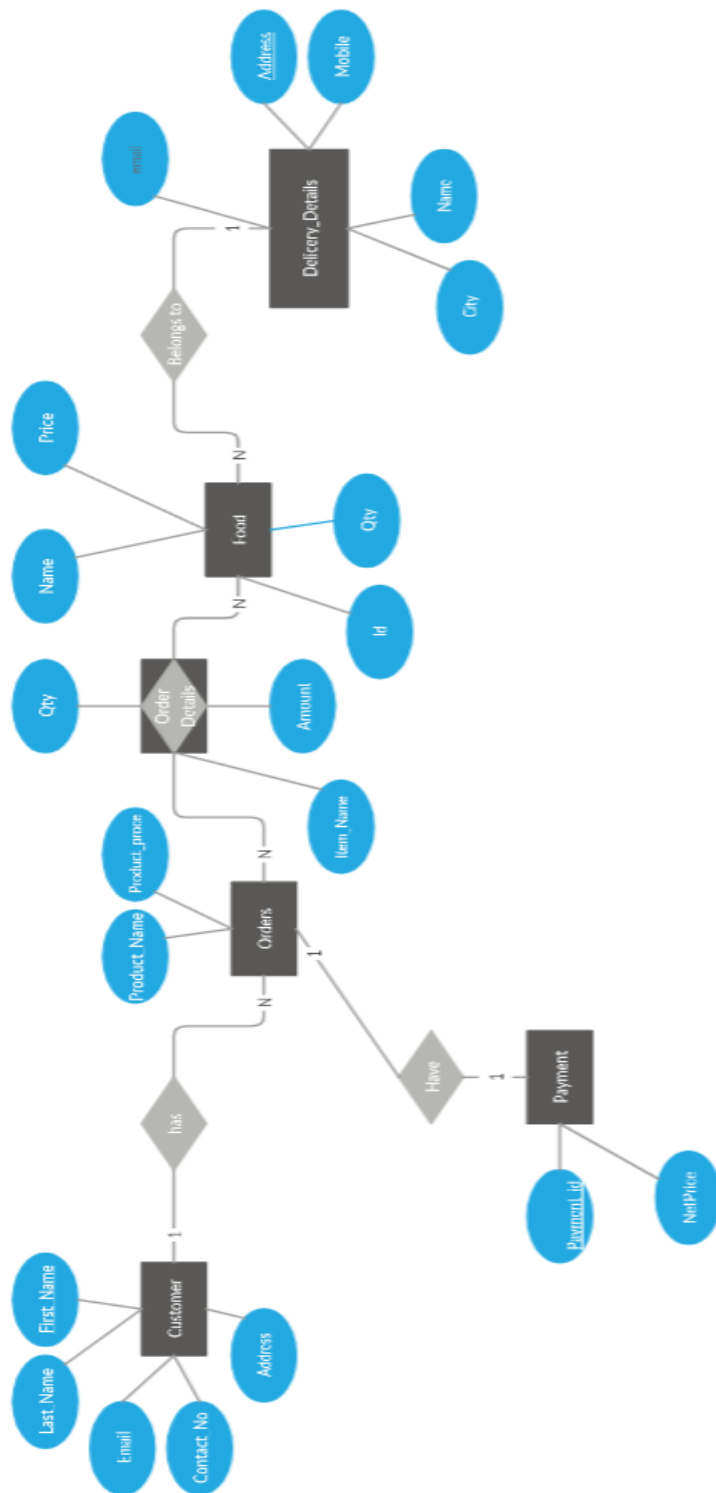 Last_Name
First_Name
Qty
Name
Price
Email
Product_Name
Product_proce
email
Customer
1
has
Order
Details
Belongs to
Contact_No
Address
N
Orders
N
N
Food
N
1
Address
Amount
Mobile
Delicery_Details
1
Item_Name
Id
Qty
Have
Name
1
City
Payment
Payment_id
NetPrice